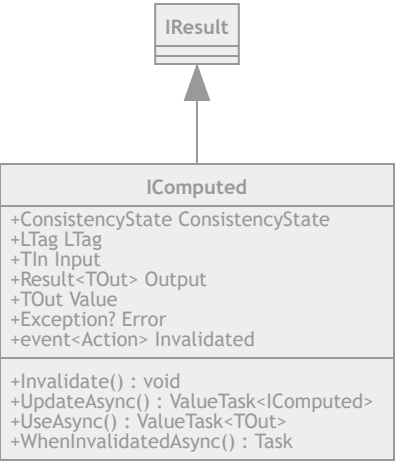 IResult
IComputed
+ConsistencyState ConsistencyState
+LTag LTag
+TIn Input
+Result<TOut> Output
+TOut Value
+Exception? Error
+event<Action> Invalidated
+Invalidate() : void
+UpdateAsync() : ValueTask<IComputed>
+UseAsync() : ValueTask<TOut>
+WhenInvalidatedAsync() : Task